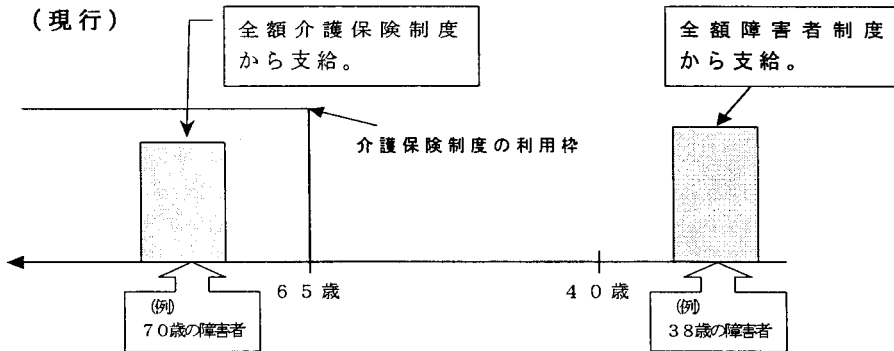 (現行)
全額介護保険制度
から支給。
全額障害者制度
から支給。
介護保険制度の利用枠
65歳
40歳
(例)
70歳の障害者
(例)
38歳の障害者